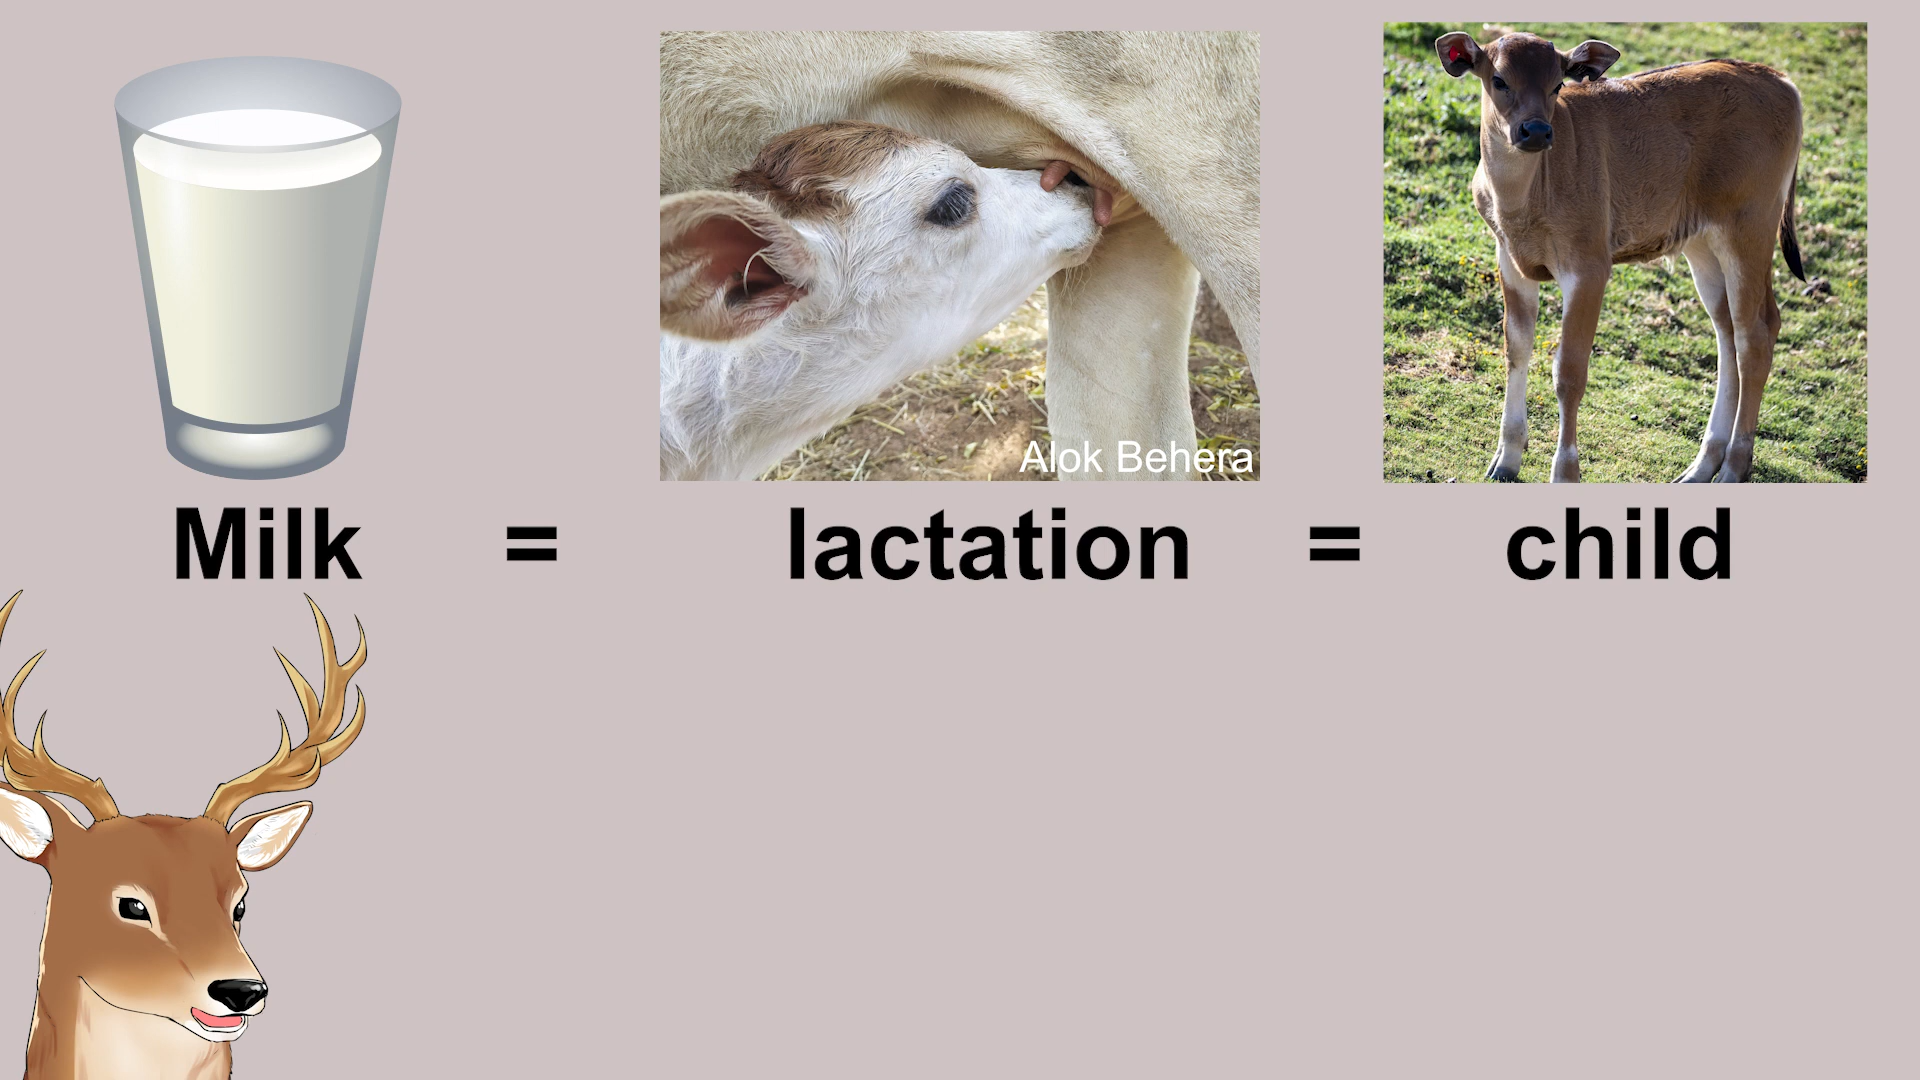 Alok Behera
Milk = lactation = child